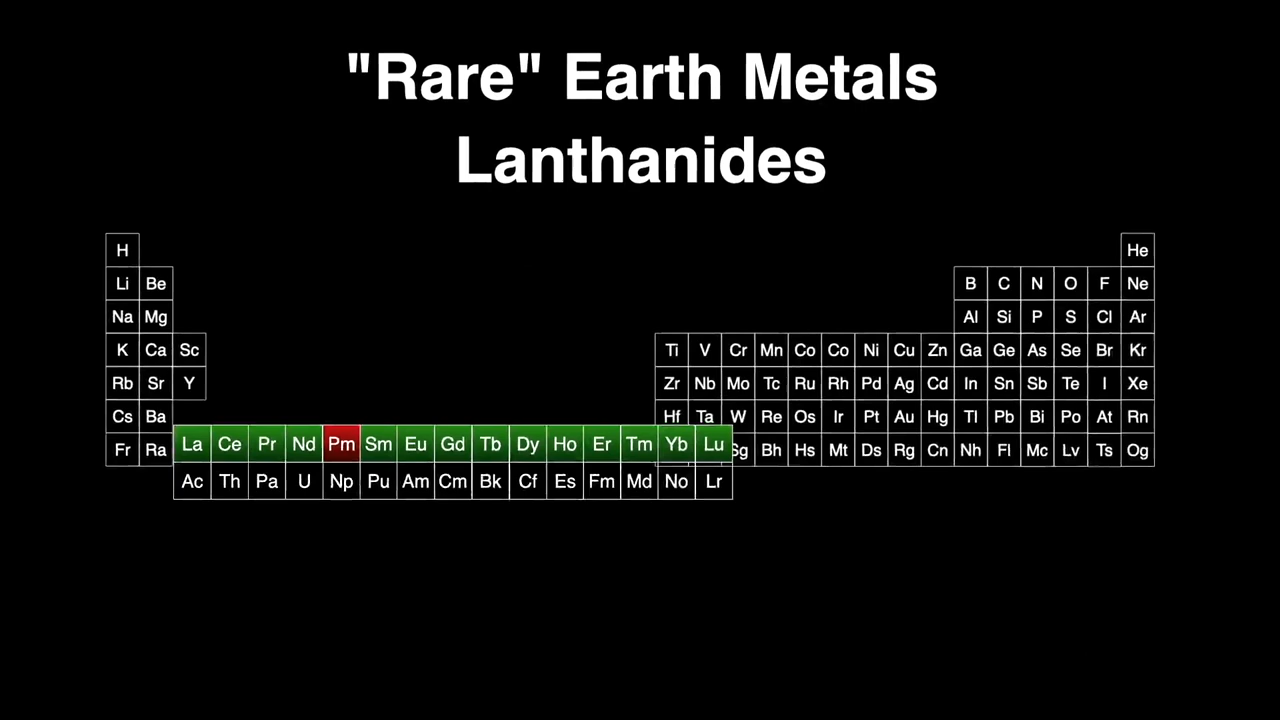 "Rare" Earth Metals
Lanthanides
H He
Li Be B C N O F Ne
Na Mg Al Si P S Cl Ar
K Ca Sc Ti V Cr Mn Co Co Ni Cu Zn Ga Ge As Se Br Kr
Rb Sr Y Zr Nb Mo Tc Ru Rh Pd Ag Cd In Sn Sb Te I Xe
Cs Ba Hf Ta W Re Os Ir Pt Au Hg Tl Pb Bi Po At Rn
La Ce Pr Nd Pm Sm Eu Gd Tb Dy Ho Er Tm Yb Lu
Fr Ra Sg Bh Hs Mt Ds Rg Cn Nh Fl Mc Lv Ts Og
Ac Th Pa U Np Pu Am Cm Bk Cf Es Fm Md No Lr